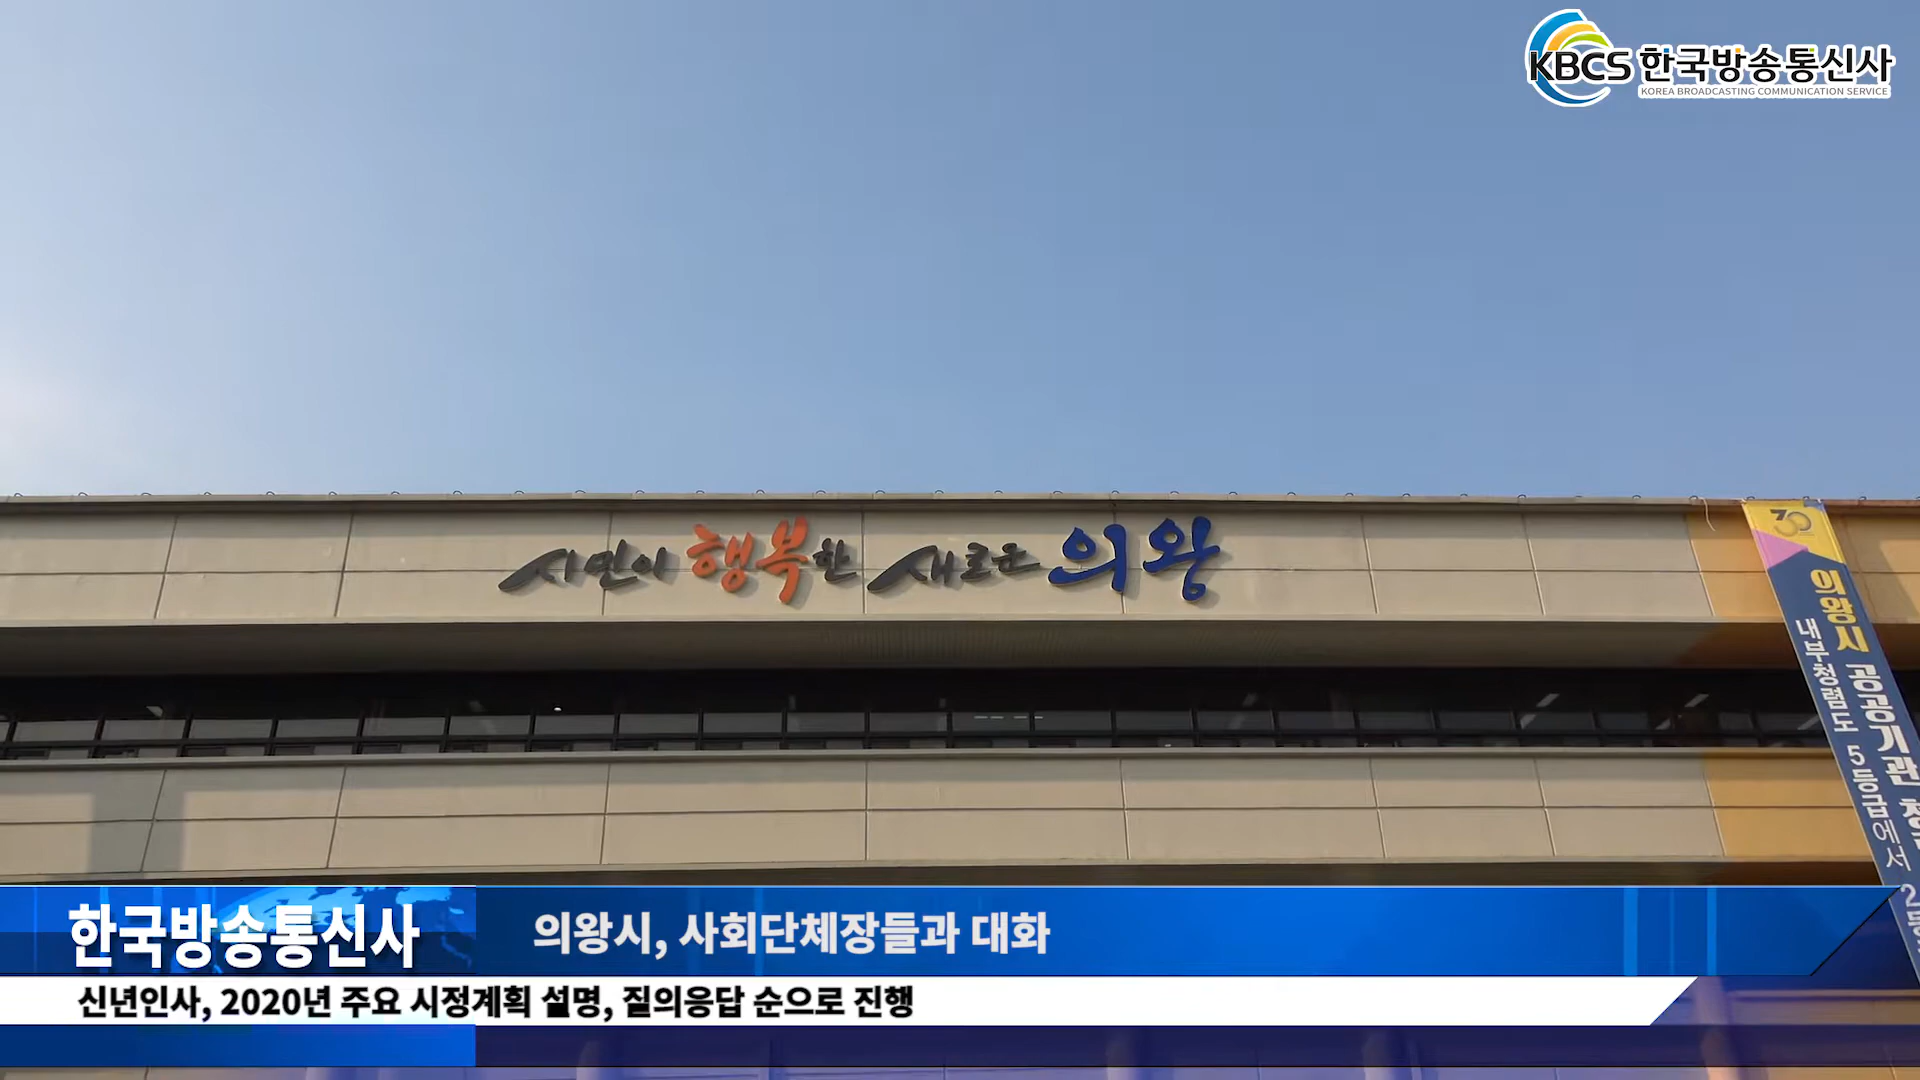 KBCS 한국방송통신사
KOREA BROADCASTING COMMUNICATION SERVICE
시민이 행복한 새로운 의왕
30
의왕시 공공기관
내부청렴도 5등급에서 2등
한국방송통신사
의왕시, 사회단체장들과 대화
신년인사, 2020년 주요 시정계획 설명, 질의응답 순으로 진행